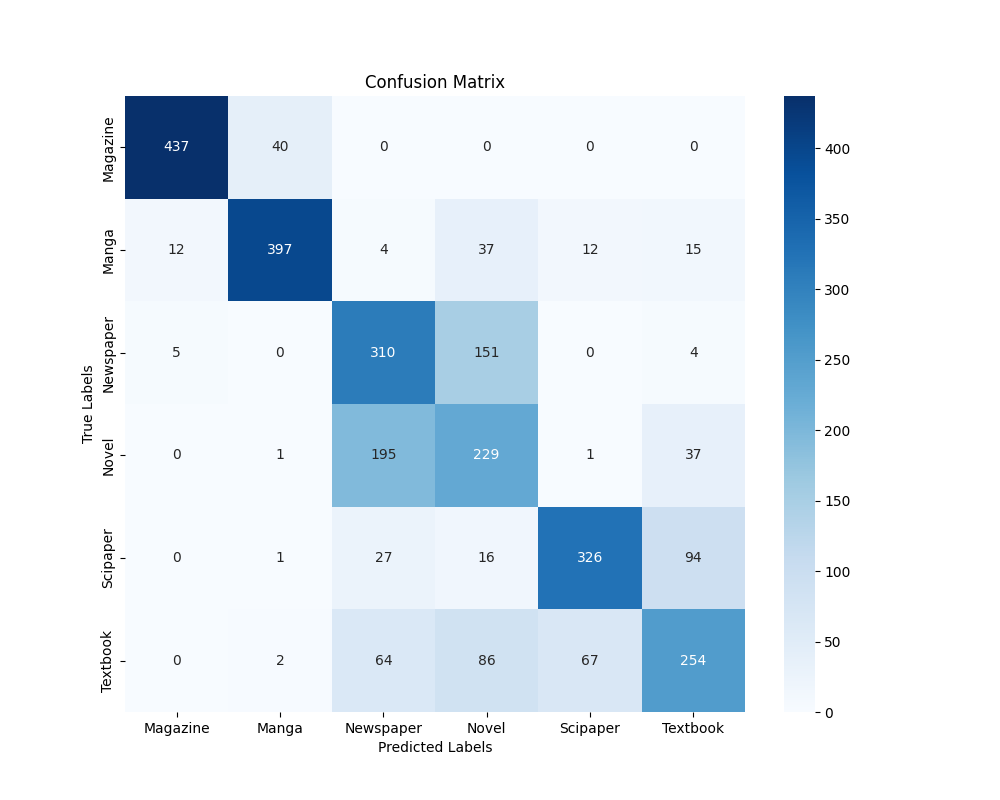 Confusion Matrix
Magazine 437 40 0 0 0 0
Manga 12 397 4 37 12 15
Newspaper 5 0 310 151 0 4
Novel 0 1 195 229 1 37
Scipaper 0 1 27 16 326 94
Textbook 0 2 64 86 67 254
Magazine Manga Newspaper Novel Scipaper Textbook
Predicted Labels
True Labels
400
350
300
250
200
150
100
50
0